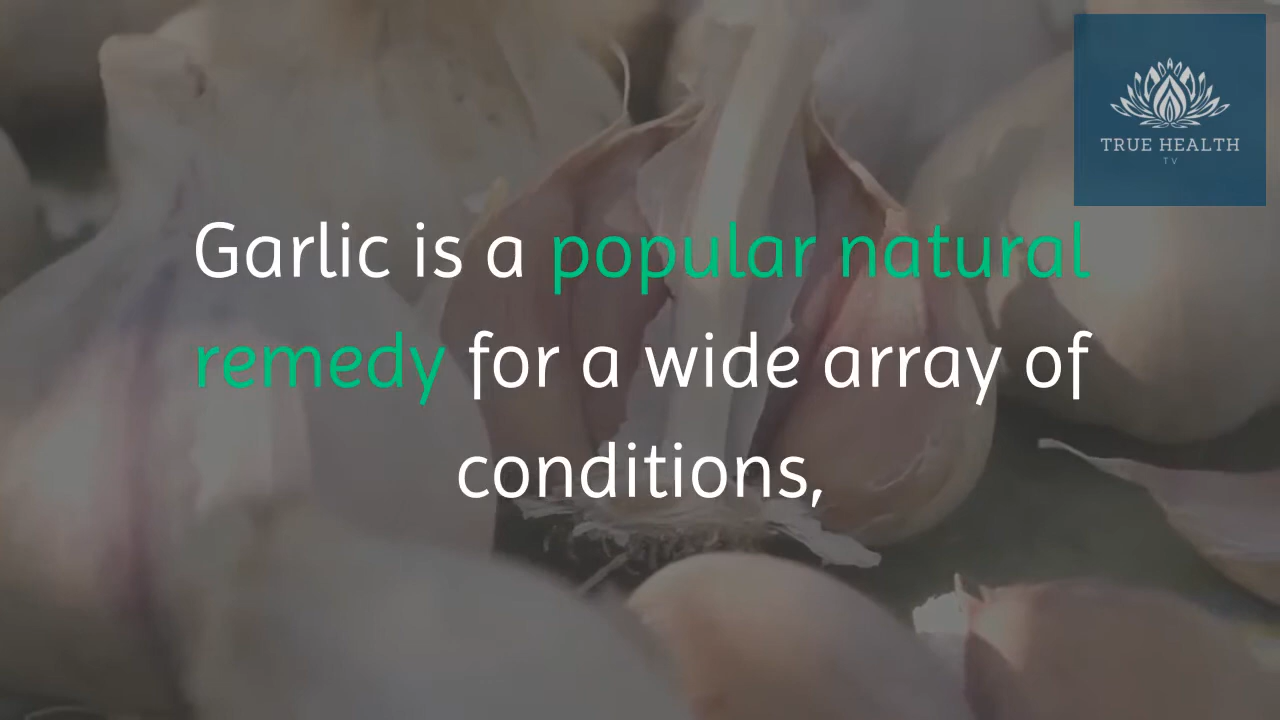 TRUE HEALTH
TV
Garlic is a popular natural
remedy for a wide array of
conditions,